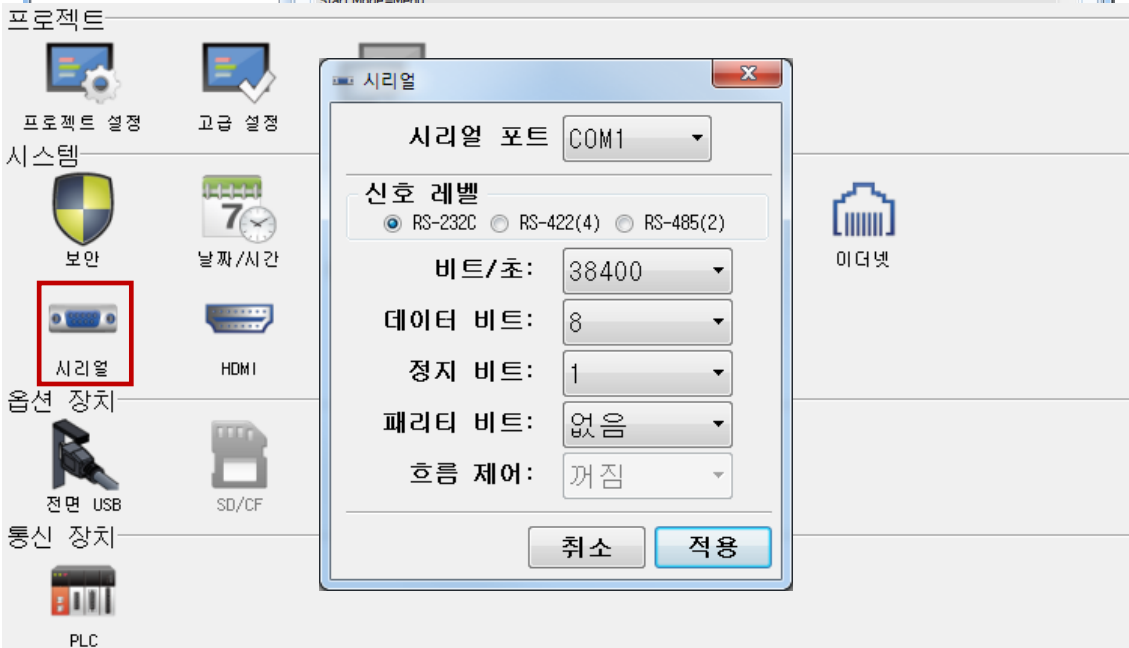 Start Mode=Menu
프로젝트
프로젝트 설정
고급 설정
시스템
보안
날짜/시간
이더넷
시리얼
HDMI
옵션 장치
전면 USB
SD/CF
통신 장치
PLC
시리얼
시리얼 포트 COM1
신호 레벨
RS-232C RS-422(4) RS-485(2)
비트/초: 38400
데이터 비트: 8
정지 비트: 1
패리티 비트: 없음
흐름 제어: 꺼짐
취소 적용
7